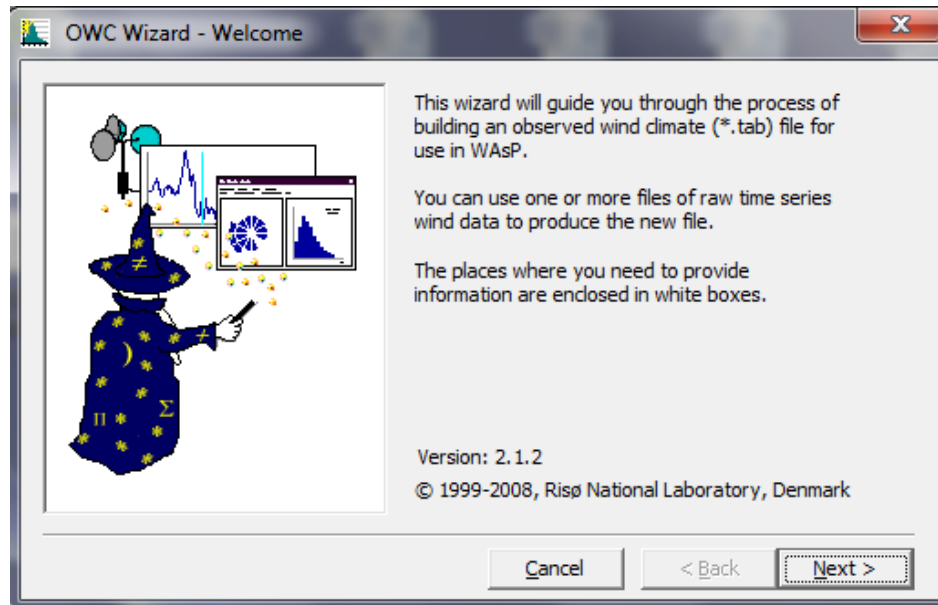 OWC Wizard - Welcome
This wizard will guide you through the process of
building an observed wind climate (*.tab) file for
use in WAsP.
You can use one or more files of raw time series
wind data to produce the new file.
The places where you need to provide
information are enclosed in white boxes.
≠
≠
Π
Σ
Version: 2.1.2
© 1999-2008, Risø National Laboratory, Denmark
Cancel
< Back
Next >